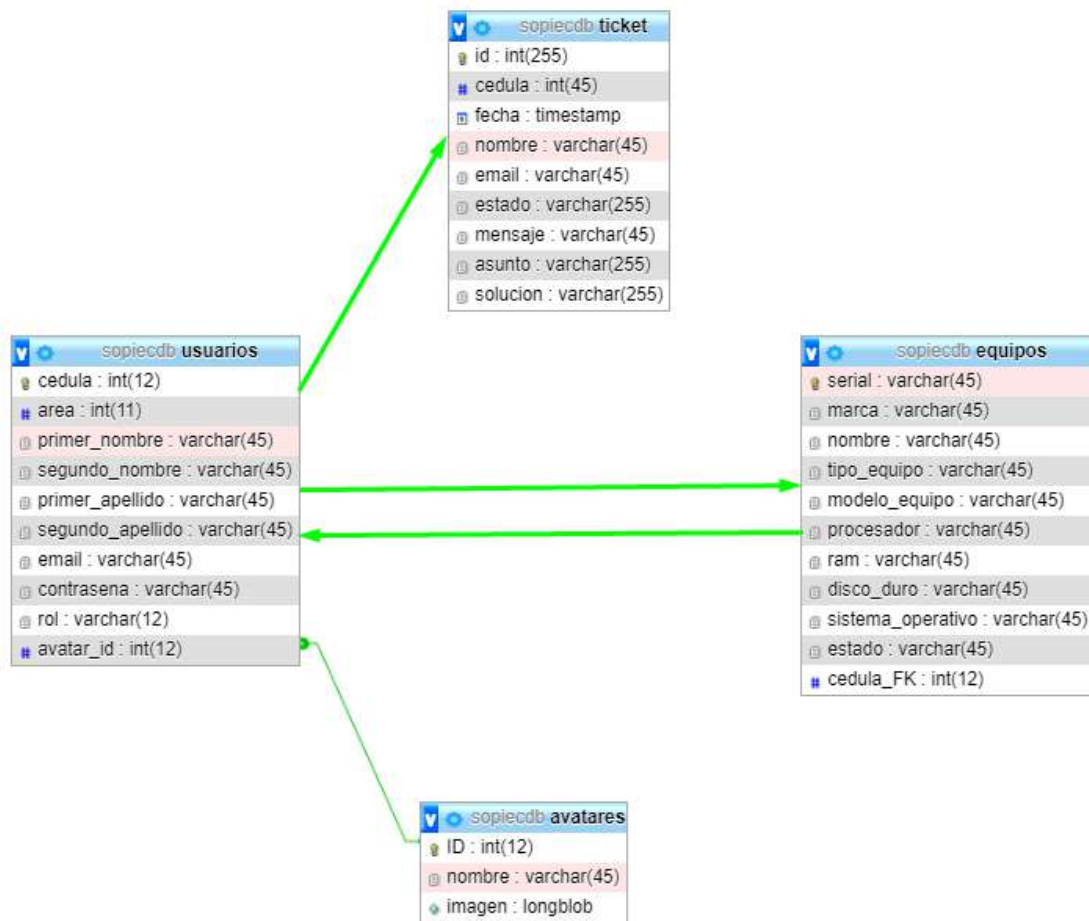 sopiecdb ticket
id : int(255)
cedula : int(45)
fecha : timestamp
nombre : varchar(45)
email : varchar(45)
estado : varchar(255)
mensaje : varchar(45)
asunto : varchar(255)
solucion : varchar(255)
sopiecdb usuarios
cedula : int(12)
area : int(11)
primer_nombre : varchar(45)
segundo_nombre : varchar(45)
primer_apellido : varchar(45)
segundo_apellido : varchar(45)
email : varchar(45)
contrasena : varchar(45)
rol : varchar(12)
avatar_id : int(12)
sopiecdb equipos
serial : varchar(45)
marca : varchar(45)
nombre : varchar(45)
tipo_equipo : varchar(45)
modelo_equipo : varchar(45)
procesador : varchar(45)
ram : varchar(45)
disco_duro : varchar(45)
sistema_operativo : varchar(45)
estado : varchar(45)
cedula_FK : int(12)
sopiecdb avatares
ID : int(12)
nombre : varchar(45)
imagen : longblob